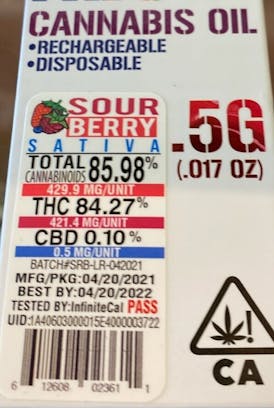 CANNABIS OIL
•RECHARGEABLE
•DISPOSABLE
SOUR
BERRY
SATIVA
TOTAL
CANNABINOIDS 85.98%
429.9 MG/UNIT
THC 84.27%
421.4 MG/UNIT
CBD 0.10%
0.5 MG/UNIT
BATCH#SRB-LR-042021
MFG/PKG:04/20/2021
BEST BY:04/20/2022
TESTED BY:InfiniteCal PASS
UID:1A40603000015E4000003722
6 12608 02361 1
.5G
(.017 OZ)
!
CA